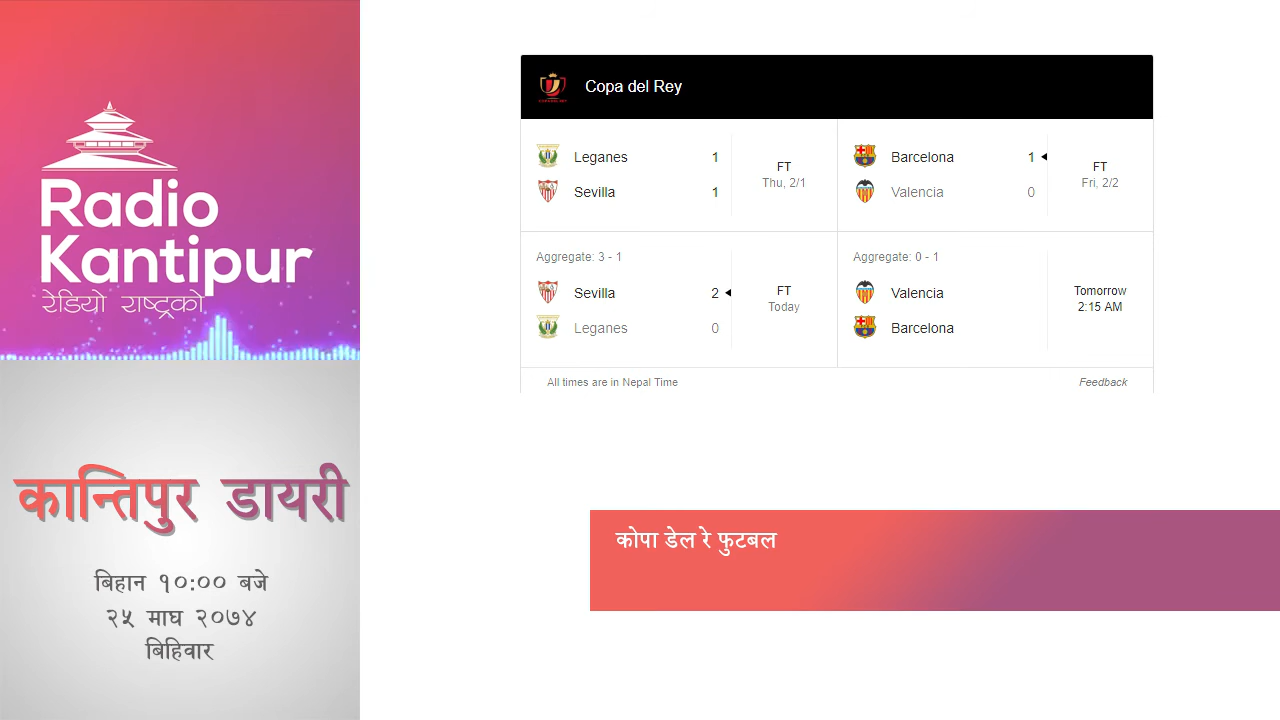 Radio
Kantipur
रेडियो राष्ट्रको
कान्तिपुर डायरी
बिहान १०:०० बजे
२५ माघ २०७४
बिहिवार
Copa del Rey
Leganes 1
Sevilla 1
FT
Thu, 2/1
Barcelona 1
Valencia 0
FT
Fri, 2/2
Aggregate: 3 - 1
Sevilla 2
Leganes 0
FT
Today
Aggregate: 0 - 1
Valencia
Barcelona
Tomorrow
2:15 AM
All times are in Nepal Time
Feedback
कोपा डेल रे फुटबल